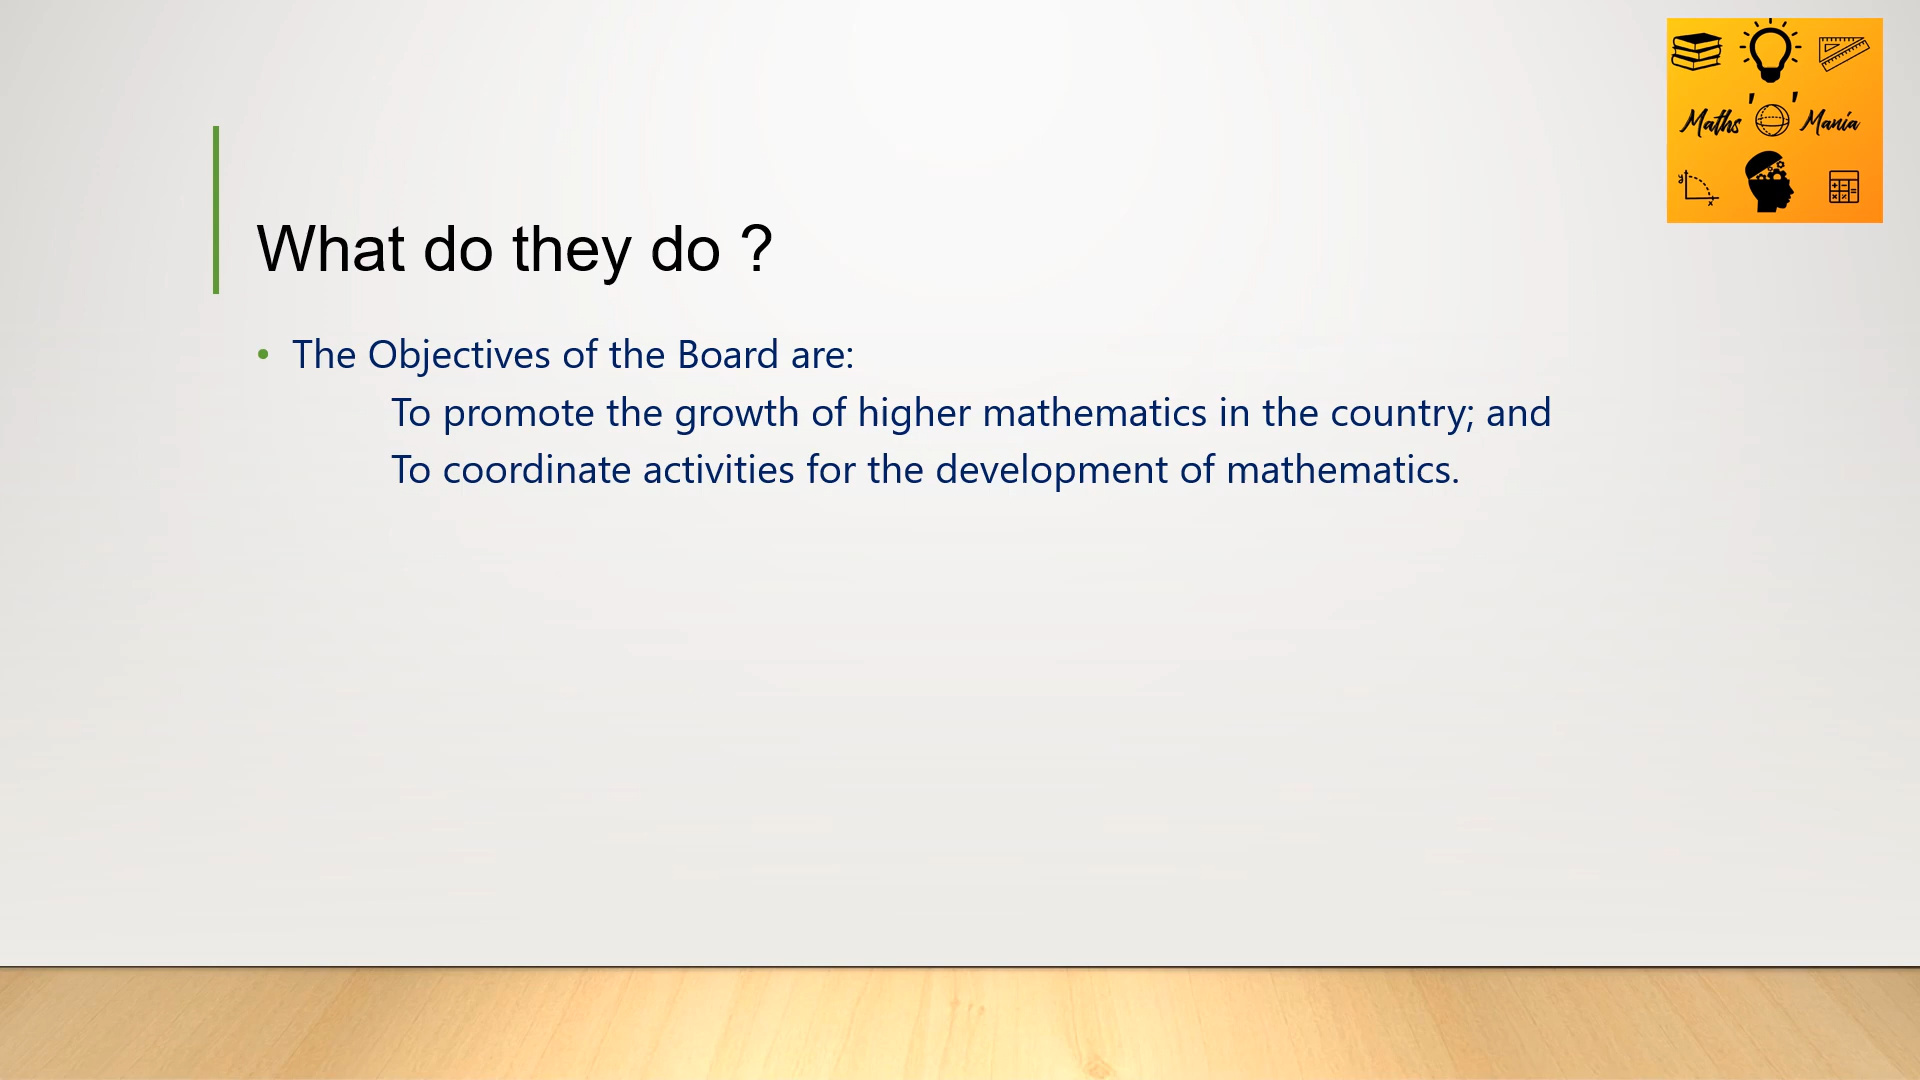 Maths ' ' Mania
y
x
What do they do ?
• The Objectives of the Board are:
To promote the growth of higher mathematics in the country; and
To coordinate activities for the development of mathematics.